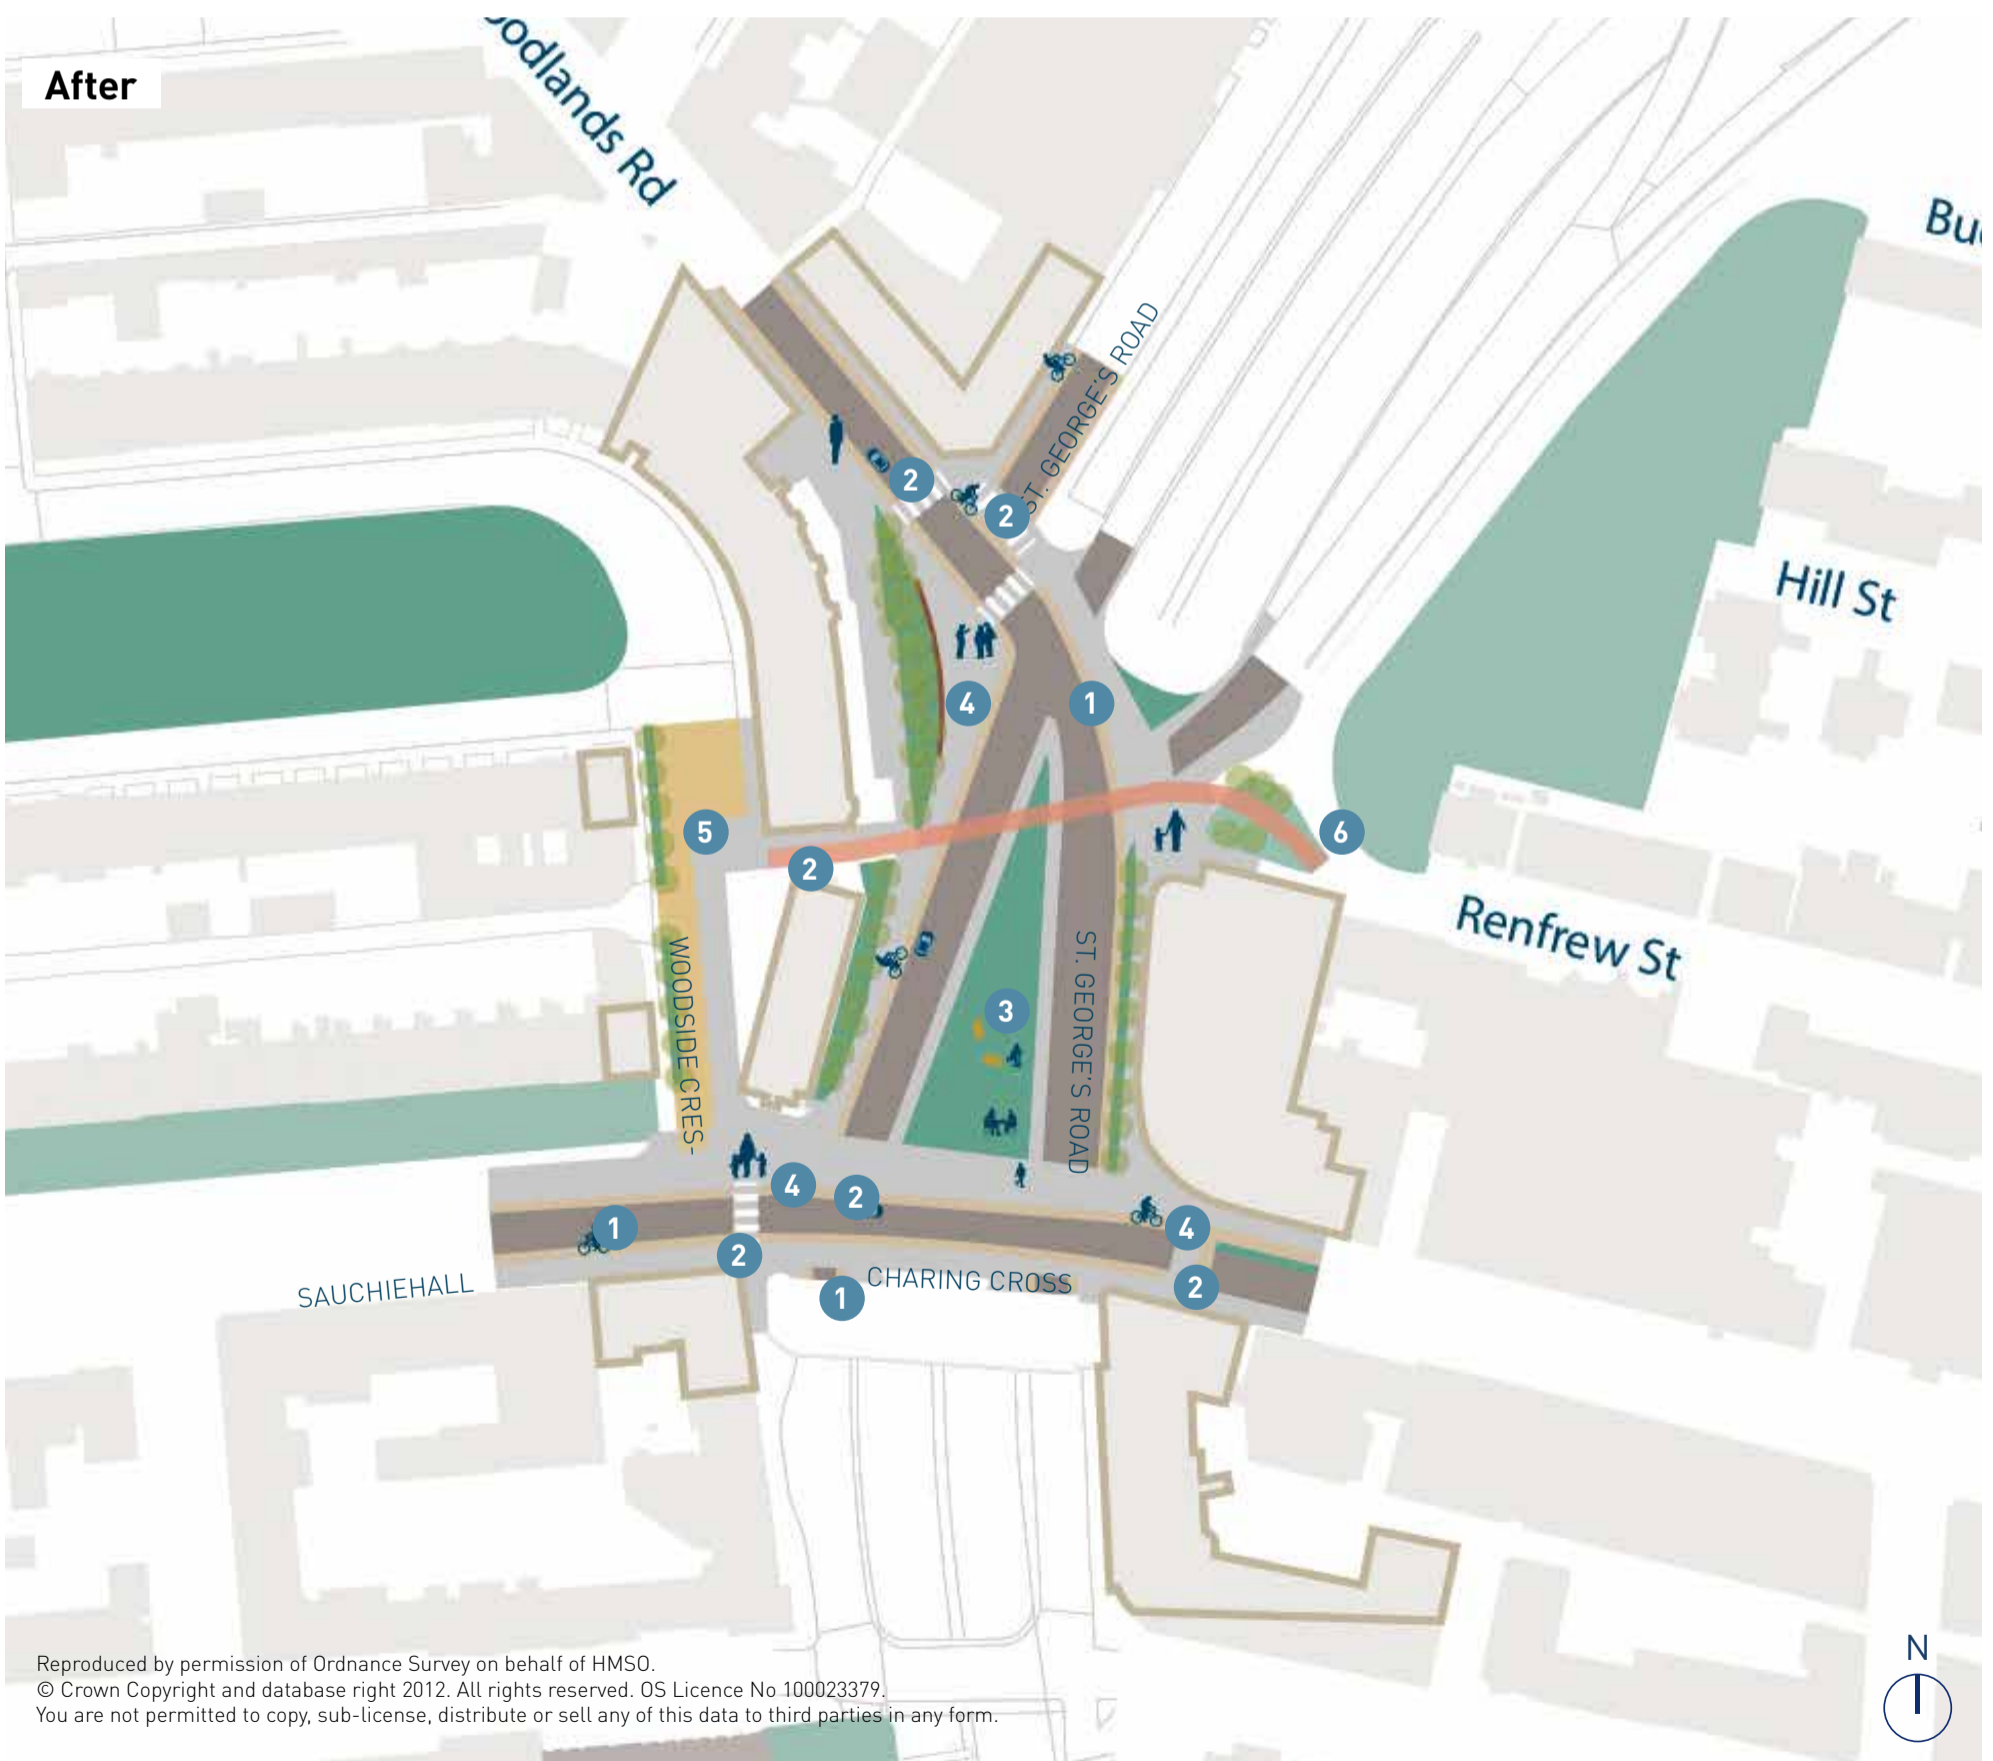 After
oodlands Rd
Bu
ST. GEORGE'S ROAD
2
2
Hill St
4
1
5
2
6
Renfrew St
WOODSIDE CRES-
3
ST. GEORGE'S ROAD
4
2
1
4
2
SAUCHIEHALL
1
CHARING CROSS
2
Reproduced by permission of Ordnance Survey on behalf of HMSO.
© Crown Copyright and database right 2012. All rights reserved. OS Licence No 100023379.
You are not permitted to copy, sub-license, distribute or sell any of this data to third parties in any form.
N